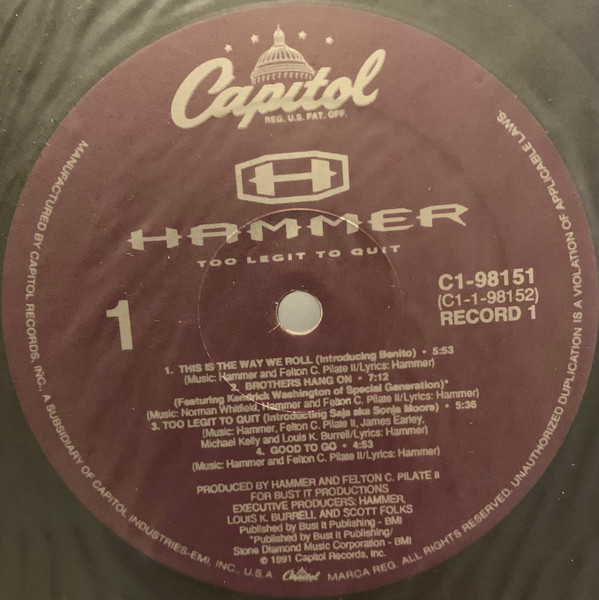 Capitol
REG. U.S. PAT. OFF.
H
HAMMER
TOO LEGIT TO QUIT
1
C1-98151
(C1-1-98152)
RECORD 1
1. THIS IS THE WAY WE ROLL (Introducing Benito) • 5:53
(Music: Hammer and Felton C. Pilate II/Lyrics: Hammer)
2. BROTHERS HANG ON • 7:12
(Featuring Kendrick Washington of Special Generation)*
(Music: Norman Whitfield, Hammer and Felton C. Pilate II/Lyrics: Hammer)
3. TOO LEGIT TO QUIT (Introducting Saja aka Sonja Moore) • 5:36
(Music: Hammer, Felton C. Pilate II, James Earley,
Michael Kelly and Louis K. Burrell/Lyrics: Hammer)
4. GOOD TO GO • 4:53
(Music: Hammer and Felton C. Pilate II/Lyrics: Hammer)
PRODUCED BY HAMMER AND FELTON C. PILATE II
FOR BUST IT PRODUCTIONS
EXECUTIVE PRODUCERS: HAMMER,
LOUIS K. BURRELL AND SCOTT FOLKS
Published by Bust It Publishing - BMI
*Published by Bust It Publishing/
Stone Diamond Music Corporation - BMI
© 1991 Capitol Records, Inc.
MANUFACTURED BY CAPITOL RECORDS, INC., A SUBSIDIARY OF CAPITOL INDUSTRIES-EMI, INC., U.S.A. Capitol MARCA REG. ALL RIGHTS RESERVED. UNAUTHORIZED DUPLICATION IS A VIOLATION OF APPLICABLE LAWS.